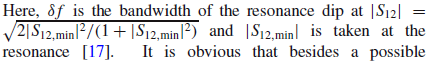 Here, δf is the bandwidth of the resonance dip at |S₁₂| =
√2|S₁₂,min|²/(1 + |S₁₂,min|²) and |S₁₂,min| is taken at the
resonance [17]. It is obvious that besides a possible